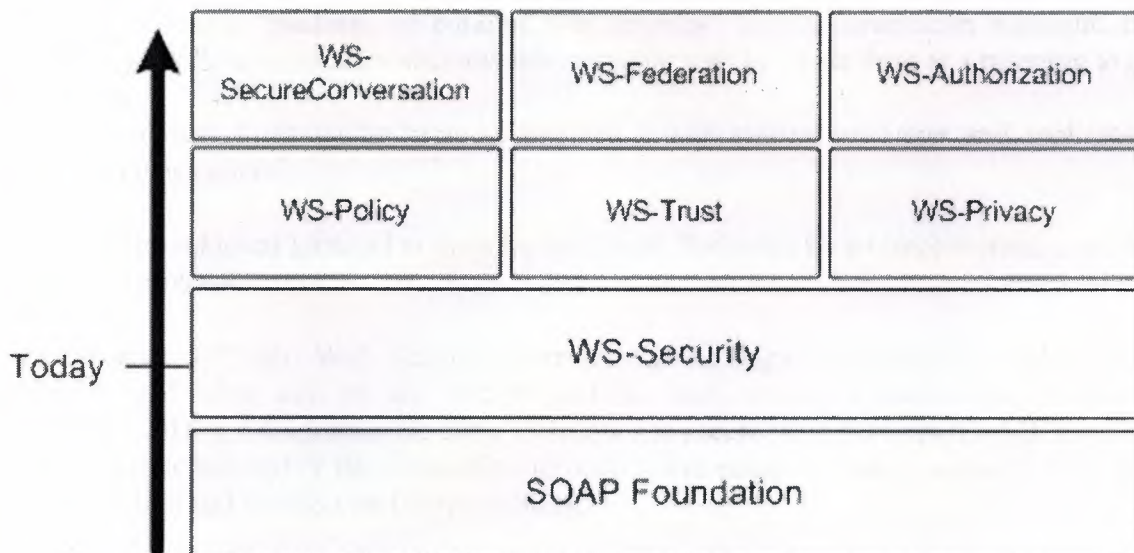 WS-
SecureConversation
WS-Federation
WS-Authorization
WS-Policy
WS-Trust
WS-Privacy
Today
WS-Security
SOAP Foundation